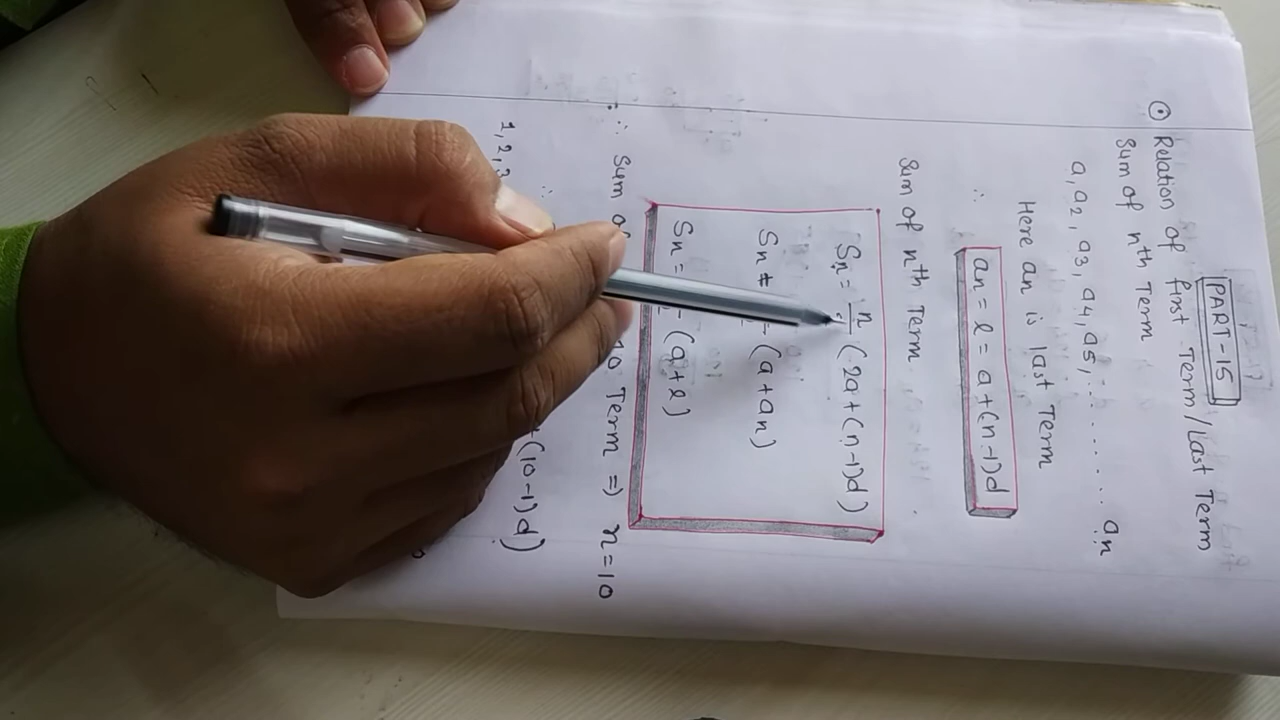 PART-15
⊙ Relation of first Term/Last Term
Sum of nth Term
a, a2, a3, a4, a5, ......... an
Here an is last Term
∴ an = l = a+(n-1)d
Sum of nth Term
Sn = n (2a+(n-1)d)
Sn = (a+an)
Sn = (a+l)
∴ Sum of 10 Term => n=10
1, 2, 3
∴ +(10-1)d)